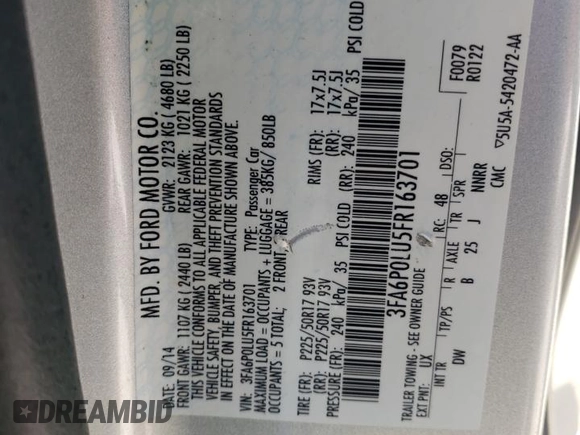 MFD. BY FORD MOTOR CO.
DATE: 09/14 GVWR: 2123 KG ( 4680 LB)
FRONT GAWR: 1107 KG ( 2440 LB) REAR GAWR: 1021 KG ( 2250 LB)
THIS VEHICLE CONFORMS TO ALL APPLICABLE FEDERAL MOTOR
VEHICLE SAFETY, BUMPER, AND THEFT PREVENTION STANDARDS
IN EFFECT ON THE DATE OF MANUFACTURE SHOWN ABOVE.
VIN: 3FA6P0LU5FR163701 TYPE: Passenger Car
MAXIMUM LOAD = OCCUPANTS + LUGGAGE = 385KG/ 850LB
OCCUPANTS = 5 TOTAL; 2 FRONT, REAR
TIRE (FR): P225/50R17 93V RIMS (FR): 17x7.5J
(RR): P225/50R17 93V (RR): 17x7.5J
PRESSURE (FR): 240 kPa/ 35 PSI COLD (RR): 240 kPa/ 35 PSI COLD
3FA6P0LU5FR163701
TRAILER TOWING - SEE OWNER GUIDE
F0079
R0122
EXT PNT: UX RC: 48 DSO:
INT TR TP/PS R AXLE TR SPR
DW B 25 J NNRR
CMC 5U5A-5420472-AA
DREAMBID